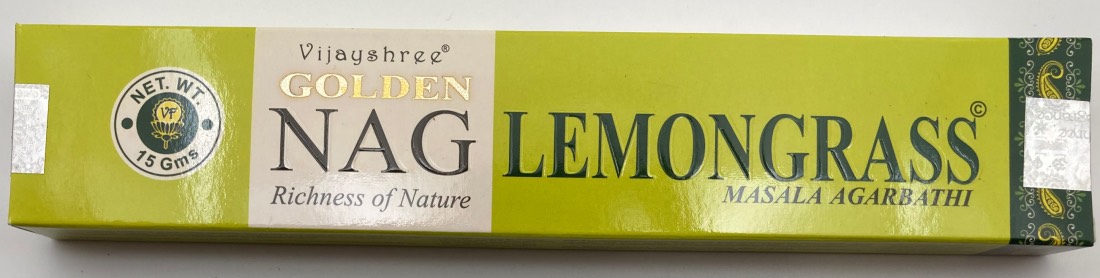 NET. WT.
VF
15 Gms
Vijayshree®
GOLDEN
NAG
Richness of Nature
LEMONGRASS©
MASALA AGARBATHI